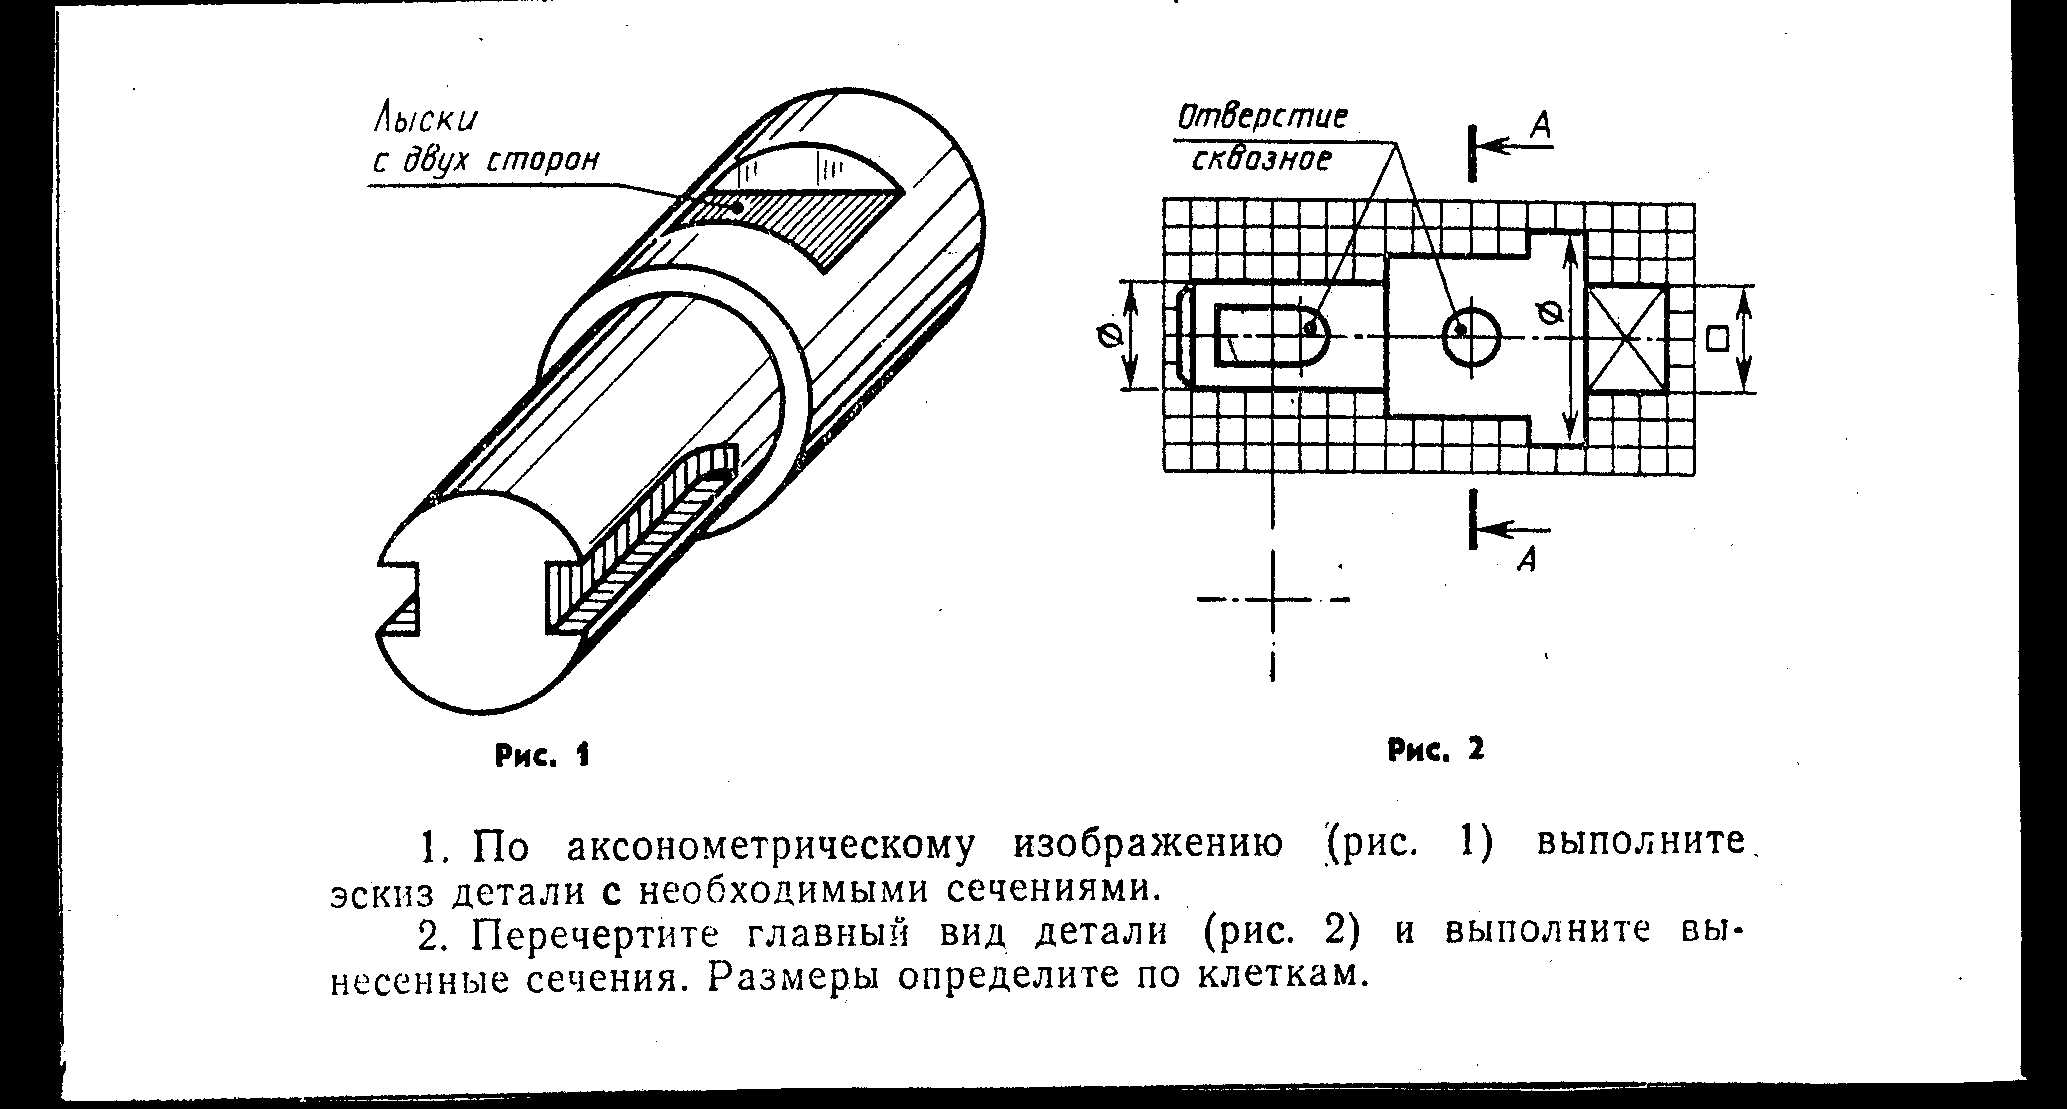 Лыски
с двух сторон
Отверстие
сквозное
А
А
Ø
Ø
□
Рис. 1
Рис. 2
1. По аксонометрическому изображению (рис. 1) выполните
эскиз детали с необходимыми сечениями.
2. Перечертите главный вид детали (рис. 2) и выполните вы-
несенные сечения. Размеры определите по клеткам.